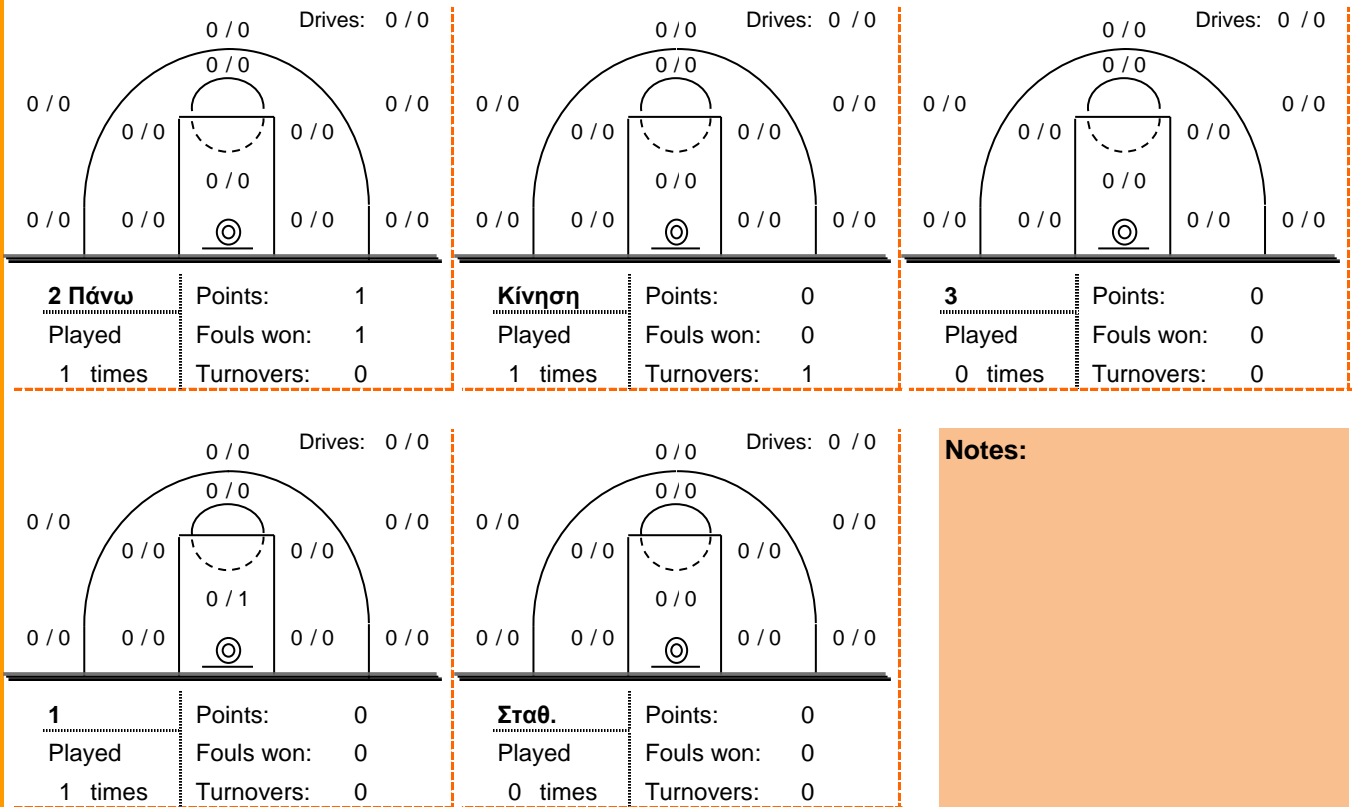 Drives: 0 / 0
0 / 0
0 / 0
0 / 0 0 / 0
0 / 0 0 / 0
0 / 0
0 / 0 0 / 0 0 / 0 0 / 0
2 Πάνω Points: 1
Played Fouls won: 1
1 times Turnovers: 0
Drives: 0 / 0
0 / 0
0 / 0
0 / 0 0 / 0
0 / 0 0 / 0
0 / 0
0 / 0 0 / 0 0 / 0 0 / 0
Κίνηση Points: 0
Played Fouls won: 0
1 times Turnovers: 1
Drives: 0 / 0
0 / 0
0 / 0
0 / 0 0 / 0
0 / 0 0 / 0
0 / 0
0 / 0 0 / 0 0 / 0 0 / 0
3 Points: 0
Played Fouls won: 0
0 times Turnovers: 0
Drives: 0 / 0
0 / 0
0 / 0
0 / 0 0 / 0
0 / 0 0 / 0
0 / 1
0 / 0 0 / 0 0 / 0 0 / 0
1 Points: 0
Played Fouls won: 0
1 times Turnovers: 0
Drives: 0 / 0
0 / 0
0 / 0
0 / 0 0 / 0
0 / 0 0 / 0
0 / 0
0 / 0 0 / 0 0 / 0 0 / 0
Σταθ. Points: 0
Played Fouls won: 0
0 times Turnovers: 0
Notes: